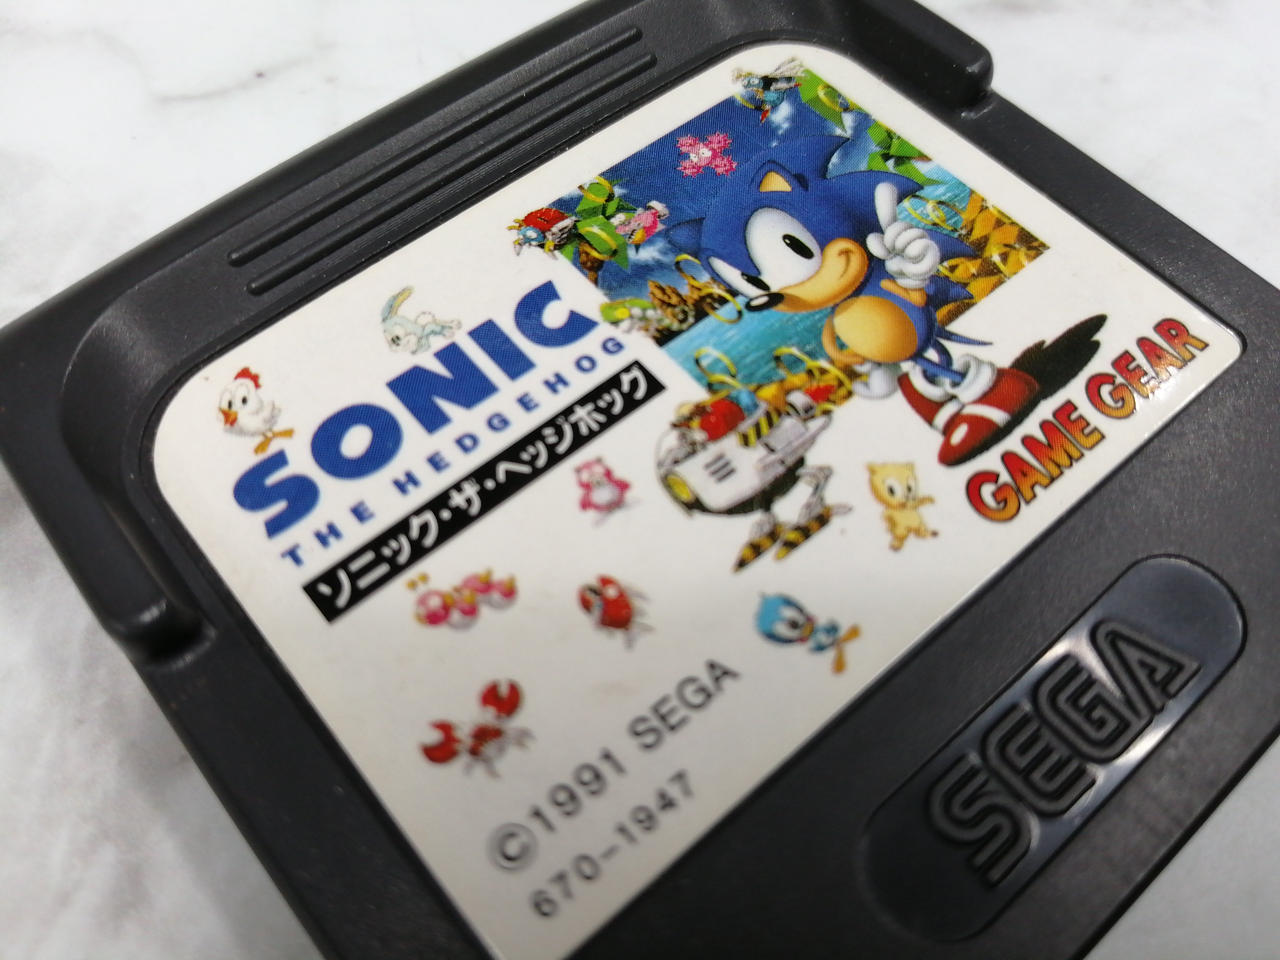 SONIC
THE HEDGEHOG
ソニック・ザ・ヘッジホッグ
GAME GEAR
©1991 SEGA
670-1947
SEGA